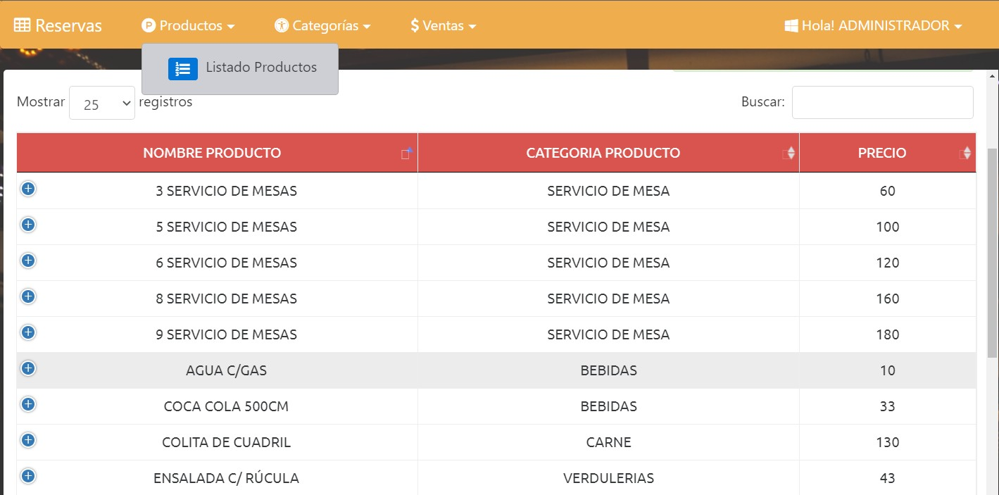 Reservas Productos Categorías $ Ventas Hola! ADMINISTRADOR
Listado Productos
Mostrar 25 registros Buscar:
NOMBRE PRODUCTO CATEGORIA PRODUCTO PRECIO
3 SERVICIO DE MESAS SERVICIO DE MESA 60
5 SERVICIO DE MESAS SERVICIO DE MESA 100
6 SERVICIO DE MESAS SERVICIO DE MESA 120
8 SERVICIO DE MESAS SERVICIO DE MESA 160
9 SERVICIO DE MESAS SERVICIO DE MESA 180
AGUA C/GAS BEBIDAS 10
COCA COLA 500CM BEBIDAS 33
COLITA DE CUADRIL CARNE 130
ENSALADA C/ RÚCULA VERDULERIAS 43